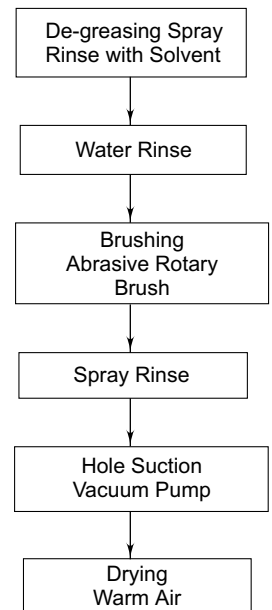 De-greasing Spray
Rinse with Solvent
Water Rinse
Brushing
Abrasive Rotary
Brush
Spray Rinse
Hole Suction
Vacuum Pump
Drying
Warm Air